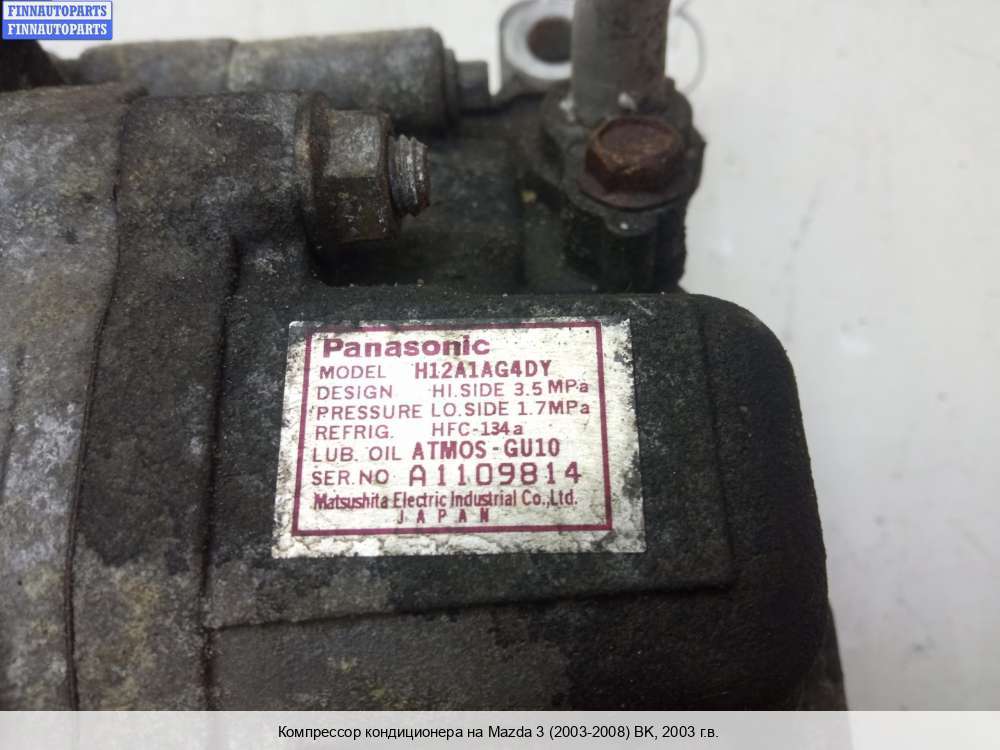 FINNAUTOPARTS
FINNAUTOPARTS
Panasonic
MODEL H12A1AG4DY
DESIGN HI.SIDE 3.5 MPa
PRESSURE LO.SIDE 1.7MPa
REFRIG. HFC-134a
LUB. OIL ATMOS-GU10
SER.NO A1109814
Matsushita Electric Industrial Co.,Ltd.
JAPAN
Компрессор кондиционера на Mazda 3 (2003-2008) BK, 2003 г.в.